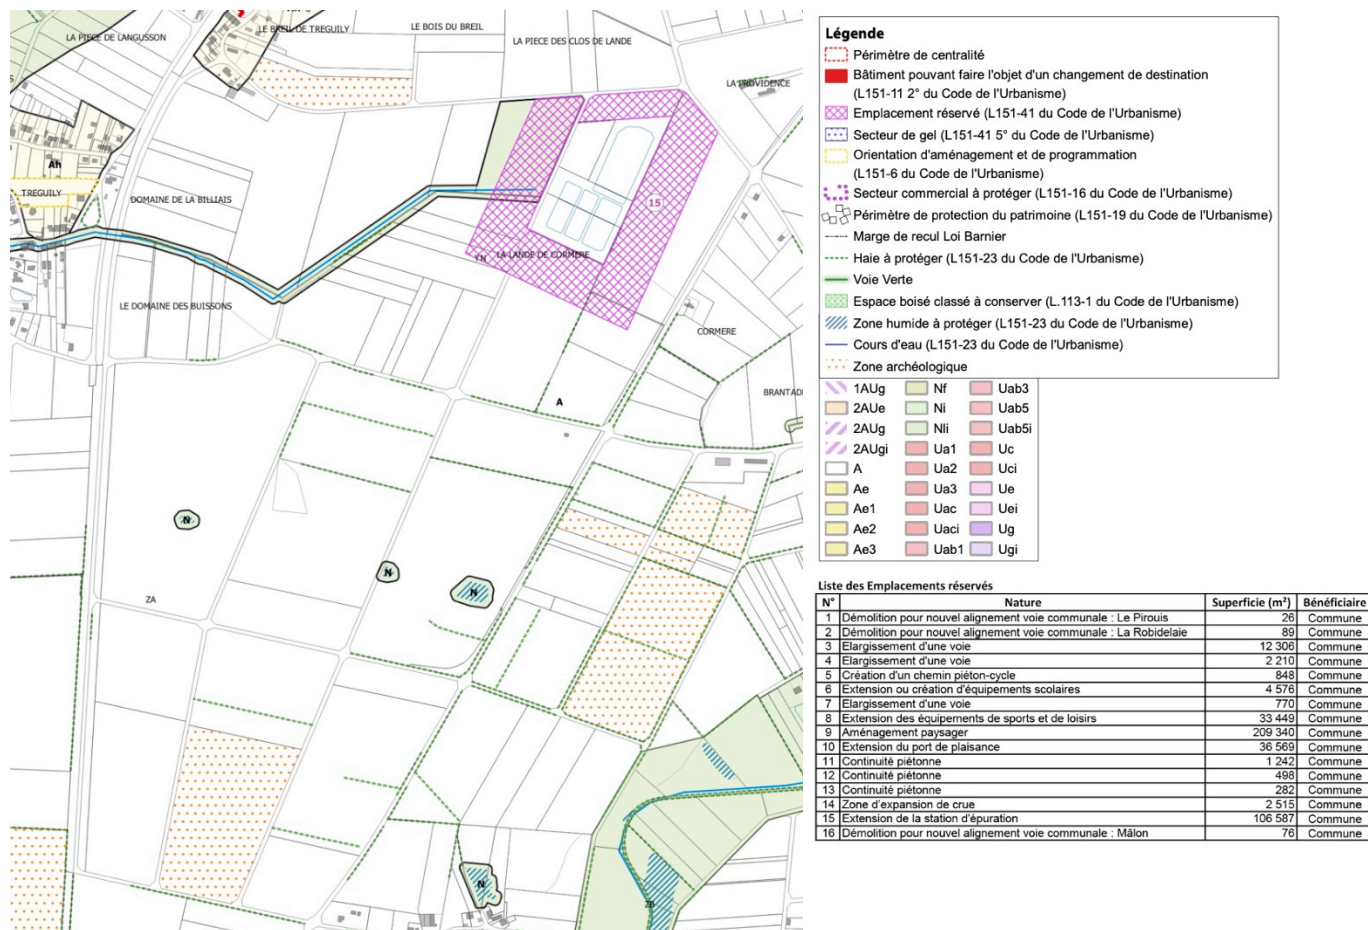 LE BREIL DE TREGUILY
LE BOIS DU BREIL
LA PIECE DE LANGUSSON
LA PIECE DES CLOS DE LANDE
LA PROVIDENCE
Ah
TREGUILY
DOMAINE DE LA BILLIAIS
15
YN
LA LANDE DE CORMERE
LE DOMAINE DES BUISSONS
CORMERE
A
N
N
N
ZA
N
ZB
Légende
Périmètre de centralité
Bâtiment pouvant faire l'objet d'un changement de destination
(L151-11 2° du Code de l'Urbanisme)
Emplacement réservé (L151-41 du Code de l'Urbanisme)
Secteur de gel (L151-41 5° du Code de l'Urbanisme)
Orientation d'aménagement et de programmation
(L151-6 du Code de l'Urbanisme)
Secteur commercial à protéger (L151-16 du Code de l'Urbanisme)
Périmètre de protection du patrimoine (L151-19 du Code de l'Urbanisme)
Marge de recul Loi Barnier
Haie à protéger (L151-23 du Code de l'Urbanisme)
Voie Verte
Espace boisé classé à conserver (L.113-1 du Code de l'Urbanisme)
Zone humide à protéger (L151-23 du Code de l'Urbanisme)
Cours d'eau (L151-23 du Code de l'Urbanisme)
Zone archéologique
1AUg Nf Uab3
2AUe Ni Uab5
2AUg Nli Uab5i
2AUgi Ua1 Uc
A Ua2 Uci
Ae Ua3 Ue
Ae1 Uac Uei
Ae2 Uaci Ug
Ae3 Uab1 Ugi
Liste des Emplacements réservés
N° Nature Superficie (m²) Bénéficiaire
1 Démolition pour nouvel alignement voie communale : Le Pirouis 26 Commune
2 Démolition pour nouvel alignement voie communale : La Robidelaie 89 Commune
3 Elargissement d'une voie 12 306 Commune
4 Elargissement d'une voie 2 210 Commune
5 Création d'un chemin piéton-cycle 848 Commune
6 Extension ou création d'équipements scolaires 4 576 Commune
7 Elargissement d'une voie 770 Commune
8 Extension des équipements de sports et de loisirs 33 449 Commune
9 Aménagement paysager 209 340 Commune
10 Extension du port de plaisance 36 569 Commune
11 Continuité piétonne 1 242 Commune
12 Continuité piétonne 498 Commune
13 Continuité piétonne 282 Commune
14 Zone d'expansion de crue 2 515 Commune
15 Extension de la station d'épuration 106 587 Commune
16 Démolition pour nouvel alignement voie communale : Mâlon 76 Commune